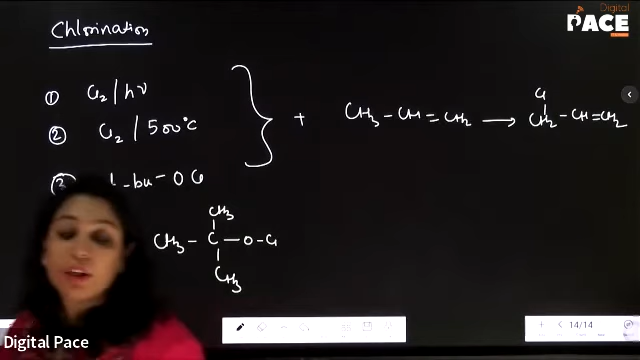 Chlorination
Digital
PACE
① Cl₂ / hν
② Cl₂ / 500°C
③ t-bu-OCl
+ CH₃-CH=CH₂ ⟶ CH₂-CH=CH₂
Cl
CH₃
CH₃-C-O-Cl
CH₃
Digital Pace
14/14